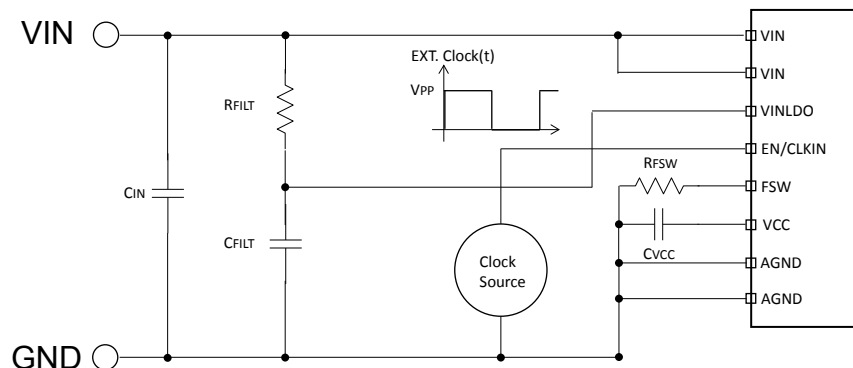 VIN
GND
CIN
RFILT
CFILT
EXT. Clock(t)
VPP
Clock
Source
RFSW
CVCC
VIN
VIN
VINLDO
EN/CLKIN
FSW
VCC
AGND
AGND